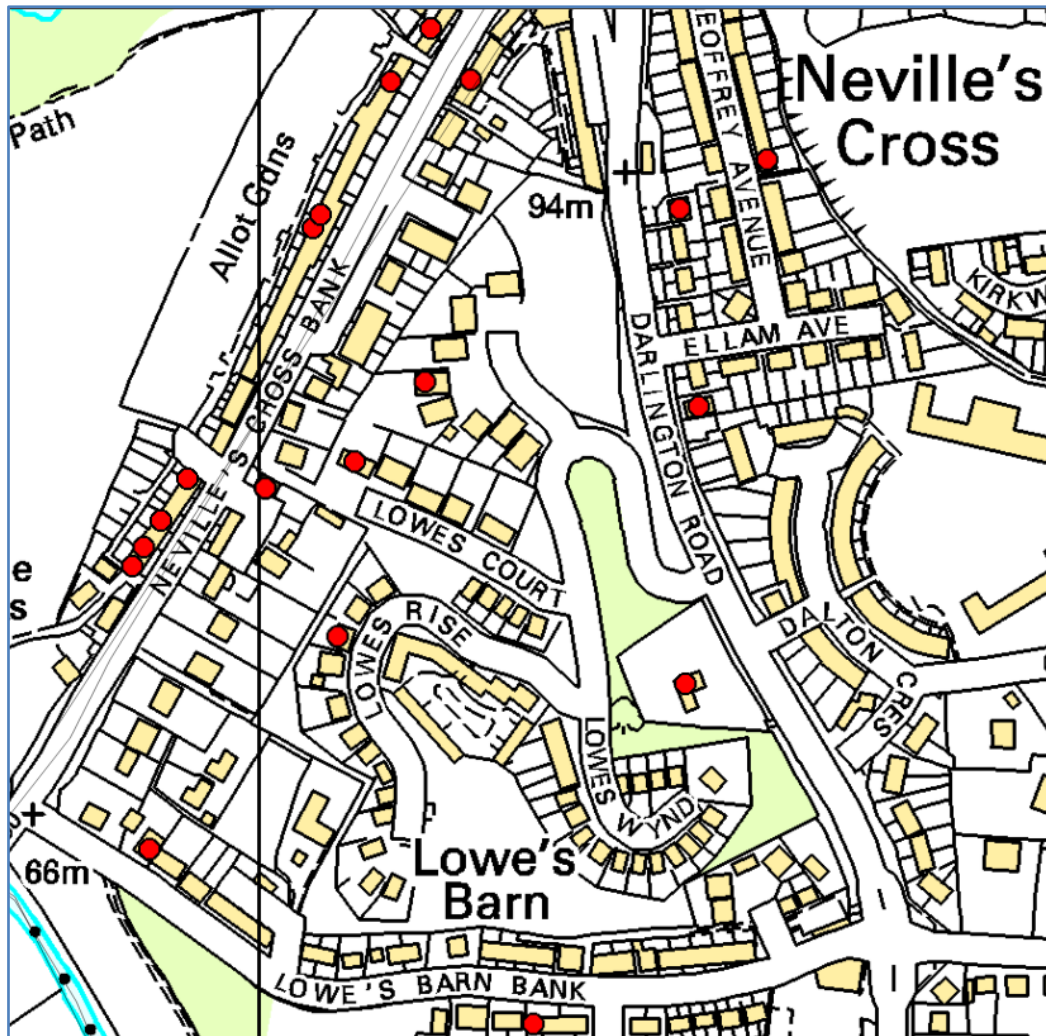 Neville's
Cross
EOFFREY
AVENUE
Path
Allot Gdns
94m
KIRKW
NEVILLE'S CROSS BANK
DARLINGTON ROAD
ELLAM AVE
e
s
LOWES COURT
LOWES RISE
DALTON
CRES
LOWES
WYND
66m
Lowe's
Barn
LOWE'S BARN BANK